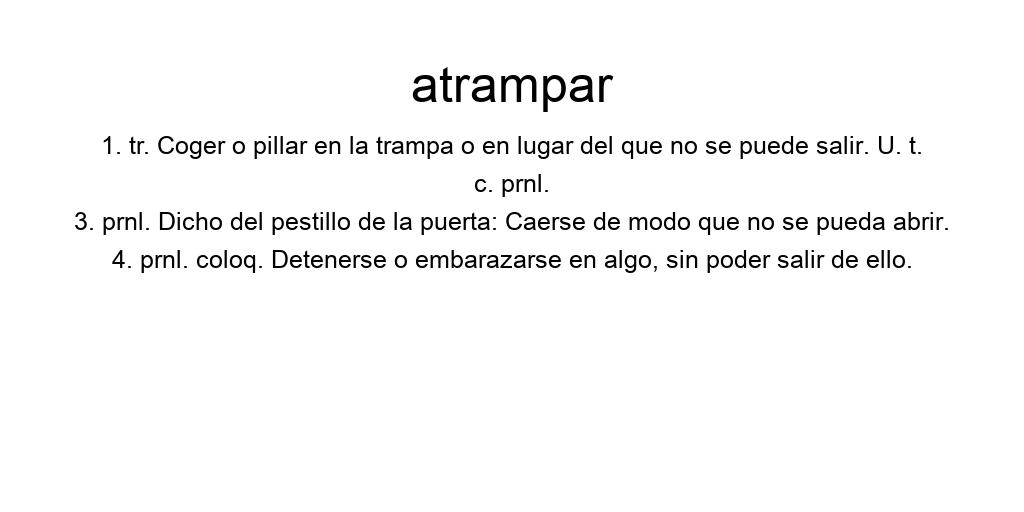 atrampar
1. tr. Coger o pillar en la trampa o en lugar del que no se puede salir. U. t.
c. prnl.
3. prnl. Dicho del pestillo de la puerta: Caerse de modo que no se pueda abrir.
4. prnl. coloq. Detenerse o embarazarse en algo, sin poder salir de ello.